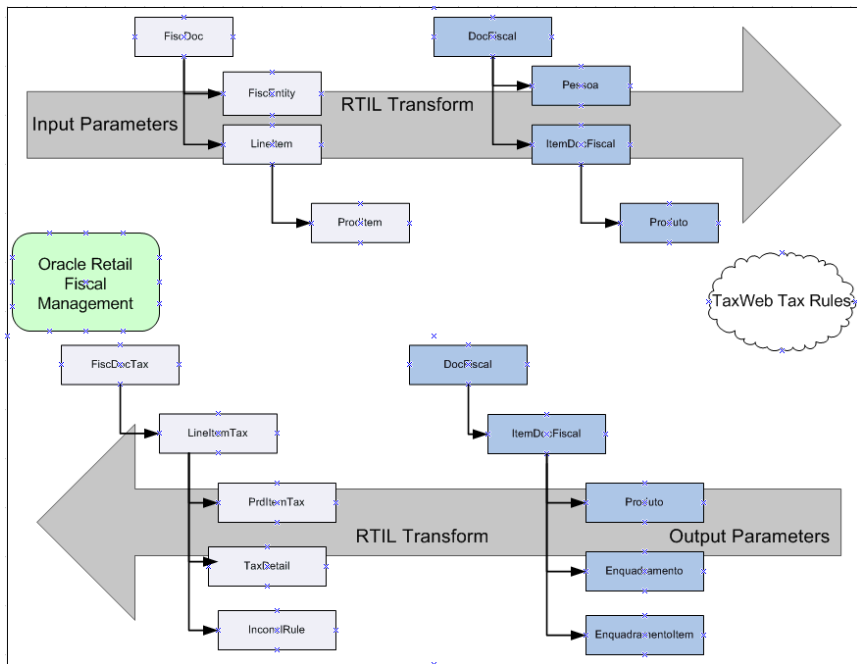 FiscDoc
DocFiscal
FiscEntity
Pessoa
RTIL Transform
Input Parameters
LineItem
ItemDocFiscal
ProdItem
Produto
Oracle Retail
Fiscal
Management
TaxWeb Tax Rules
FiscDocTax
DocFiscal
LineItemTax
ItemDocFiscal
PrdItemTax
Produto
RTIL Transform
Output Parameters
TaxDetail
Enquadramento
InconclRule
EnquadramentoItem